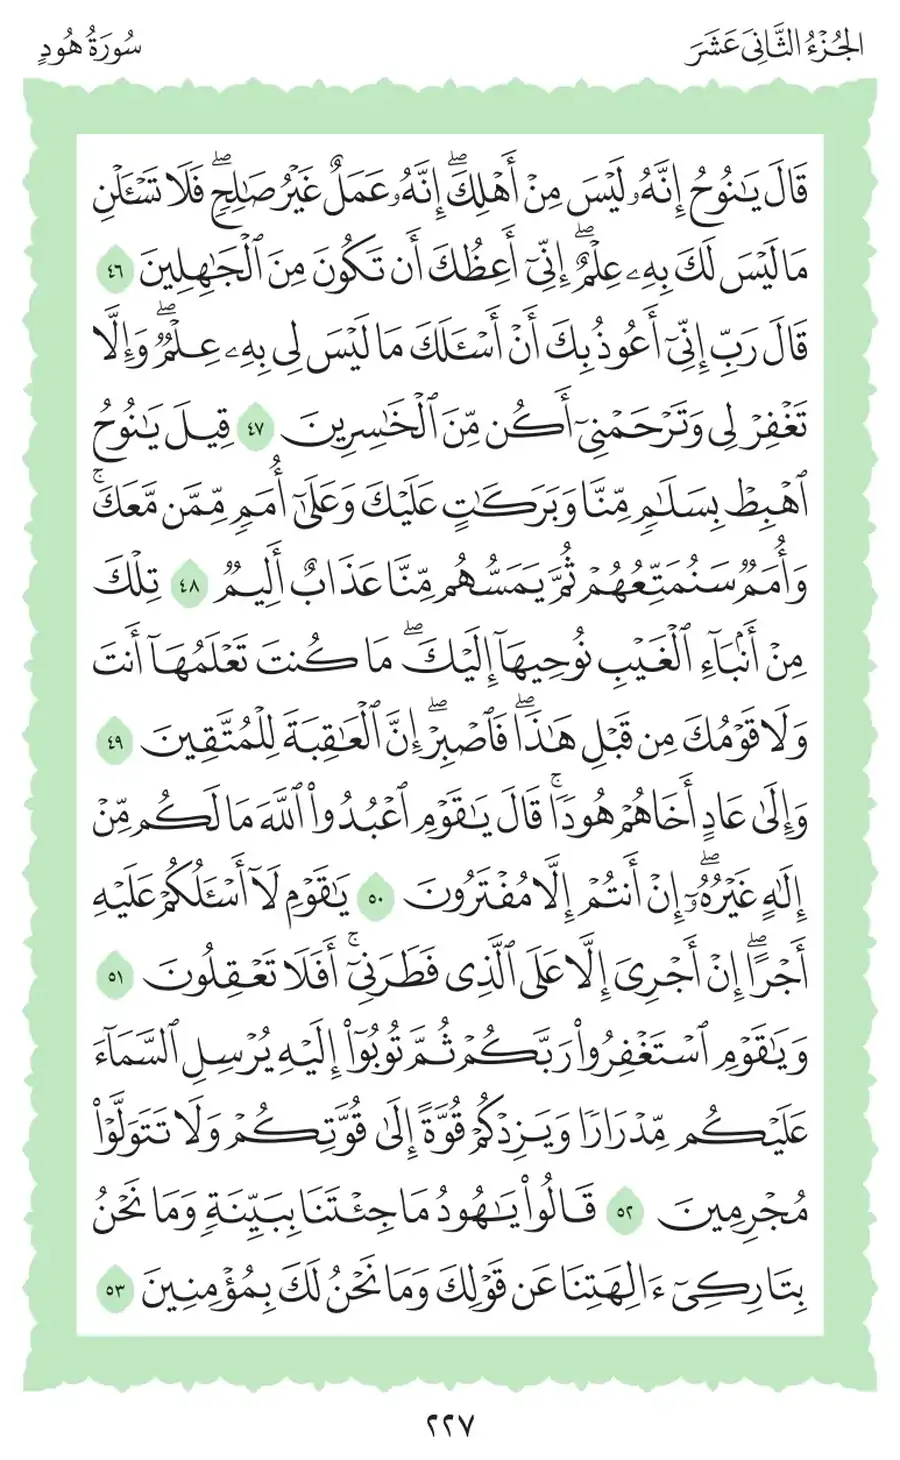 الجُزْءُ الثَّانِيَ عَشَرَ
سُورَةُ هُودٍ
قَالَ يَٰنُوحُ إِنَّهُۥ لَيْسَ مِنْ أَهْلِكَۖ إِنَّهُۥ عَمَلٌ غَيْرُ صَٰلِحٖۖ فَلَا تَسْـَٔلْنِ
مَا لَيْسَ لَكَ بِهِۦ عِلْمٌۖ إِنِّيٓ أَعِظُكَ أَن تَكُونَ مِنَ ٱلْجَٰهِلِينَ ٤٦
قَالَ رَبِّ إِنِّيٓ أَعُوذُ بِكَ أَنْ أَسْـَٔلَكَ مَا لَيْسَ لِي بِهِۦ عِلْمٞۖ وَإِلَّا
تَغْفِرْ لِي وَتَرْحَمْنِيٓ أَكُن مِّنَ ٱلْخَٰسِرِينَ ٤٧ قِيلَ يَٰنُوحُ
ٱهْبِطْ بِسَلَٰمٖ مِّنَّا وَبَرَكَٰتٍ عَلَيْكَ وَعَلَىٰٓ أُمَمٖ مِّمَّن مَّعَكَۚ
وَأُمَمٞ سَنُمَتِّعُهُمْ ثُمَّ يَمَسُّهُم مِّنَّا عَذَابٌ أَلِيمٞ ٤٨ تِلْكَ
مِنْ أَنۢبَآءِ ٱلْغَيْبِ نُوحِيهَآ إِلَيْكَۖ مَا كُنتَ تَعْلَمُهَآ أَنتَ
وَلَا قَوْمُكَ مِن قَبْلِ هَٰذَاۖ فَٱصْبِرْۖ إِنَّ ٱلْعَٰقِبَةَ لِلْمُتَّقِينَ ٤٩
وَإِلَىٰ عَادٍ أَخَاهُمْ هُودٗاۚ قَالَ يَٰقَوْمِ ٱعْبُدُوا۟ ٱللَّهَ مَا لَكُم مِّنْ
إِلَٰهٍ غَيْرُهُۥٓۖ إِنْ أَنتُمْ إِلَّا مُفْتَرُونَ ٥٠ يَٰقَوْمِ لَآ أَسْـَٔلُكُمْ عَلَيْهِ
أَجْرًاۖ إِنْ أَجْرِيَ إِلَّا عَلَى ٱلَّذِي فَطَرَنِيٓۚ أَفَلَا تَعْقِلُونَ ٥١
وَيَٰقَوْمِ ٱسْتَغْفِرُوا۟ رَبَّكُمْ ثُمَّ تُوبُوٓا۟ إِلَيْهِ يُرْسِلِ ٱلسَّمَآءَ
عَلَيْكُم مِّدْرَارٗا وَيَزِدْكُمْ قُوَّةً إِلَىٰ قُوَّتِكُمْ وَلَا تَتَوَلَّوْا۟
مُجْرِمِينَ ٥٢ قَالُوا۟ يَٰهُودُ مَا جِئْتَنَا بِبَيِّنَةٖ وَمَا نَحْنُ
بِتَارِكِيٓ ءَالِهَتِنَا عَن قَوْلِكَ وَمَا نَحْنُ لَكَ بِمُؤْمِنِينَ ٥٣
٢٢٧